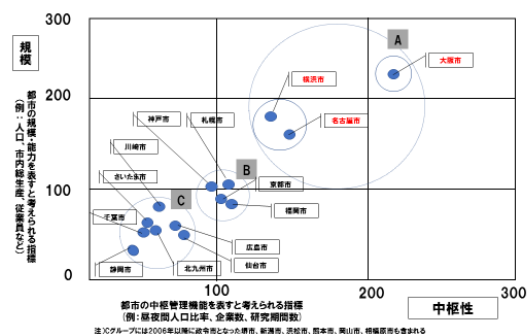 300
規模
A
大阪市
横浜市
200
神戸市
札幌市
名古屋市
川崎市
B
さいたま市
京都市
100
C
千葉市
福岡市
広島市
静岡市
北九州市
仙台市
0
100
200
300
都市の規模・能力を表すと考えられる指標
(例:人口、市内総生産、従業員など)
都市の中枢管理機能を表すと考えられる指標
(例:昼夜間人口比率、企業数、研究期間数)
中枢性
注)Cグループには2006年以降に政令市となった堺市、新潟市、浜松市、熊本市、岡山市、相模原市も含まれる